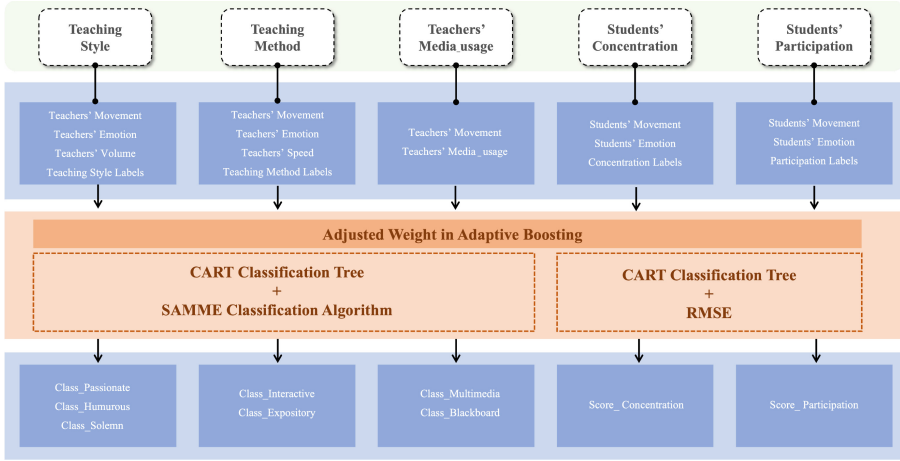 Teaching
Style
Teaching
Method
Teachers'
Media_usage
Students'
Concentration
Students'
Participation
Teachers' Movement
Teachers' Emotion
Teachers' Volume
Teaching Style Labels
Teachers' Movement
Teachers' Emotion
Teachers' Speed
Teaching Method Labels
Teachers' Movement
Teachers' Media_usage
Students' Movement
Students' Emotion
Concentration Labels
Students' Movement
Students' Emotion
Participation Labels
Adjusted Weight in Adaptive Boosting
CART Classification Tree
+
SAMME Classification Algorithm
CART Classification Tree
+
RMSE
Class_Passionate
Class_Humurous
Class_Solemn
Class_Interactive
Class_Expository
Class_Multimedia
Class_Blackboard
Score_ Concentration
Score_ Participation